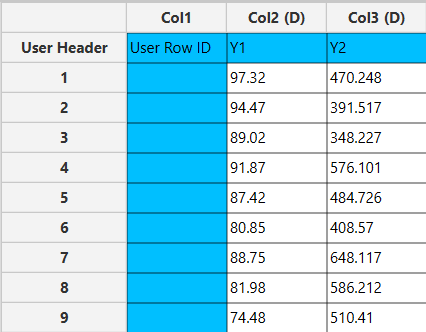 Col1 Col2 (D) Col3 (D)
User Header User Row ID Y1 Y2
1 97.32 470.248
2 94.47 391.517
3 89.02 348.227
4 91.87 576.101
5 87.42 484.726
6 80.85 408.57
7 88.75 648.117
8 81.98 586.212
9 74.48 510.41